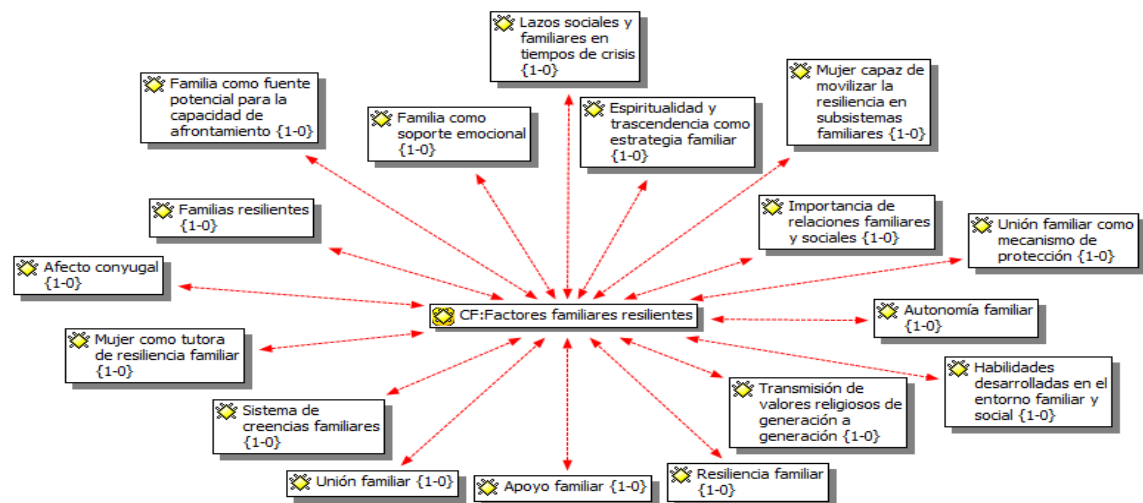 Lazos sociales y
familiares en
tiempos de crisis
{1-0}
Familia como fuente
potencial para la
capacidad de
afrontamiento {1-0}
Familia como
soporte emocional
{1-0}
Espiritualidad y
trascendencia como
estrategia familiar
{1-0}
Mujer capaz de
movilizar la
resiliencia en
subsistemas
familiares {1-0}
Familias resilientes
{1-0}
Importancia de
relaciones familiares
y sociales {1-0}
Unión familiar como
mecanismo de
protección {1-0}
Afecto conyugal
{1-0}
CF:Factores familiares resilientes
Autonomía familiar
{1-0}
Mujer como tutora
de resiliencia familiar
{1-0}
Habilidades
desarrolladas en el
entorno familiar y
social {1-0}
Sistema de
creencias familiares
{1-0}
Transmisión de
valores religiosos de
generación a
generación {1-0}
Unión familiar {1-0}
Apoyo familiar {1-0}
Resiliencia familiar
{1-0}